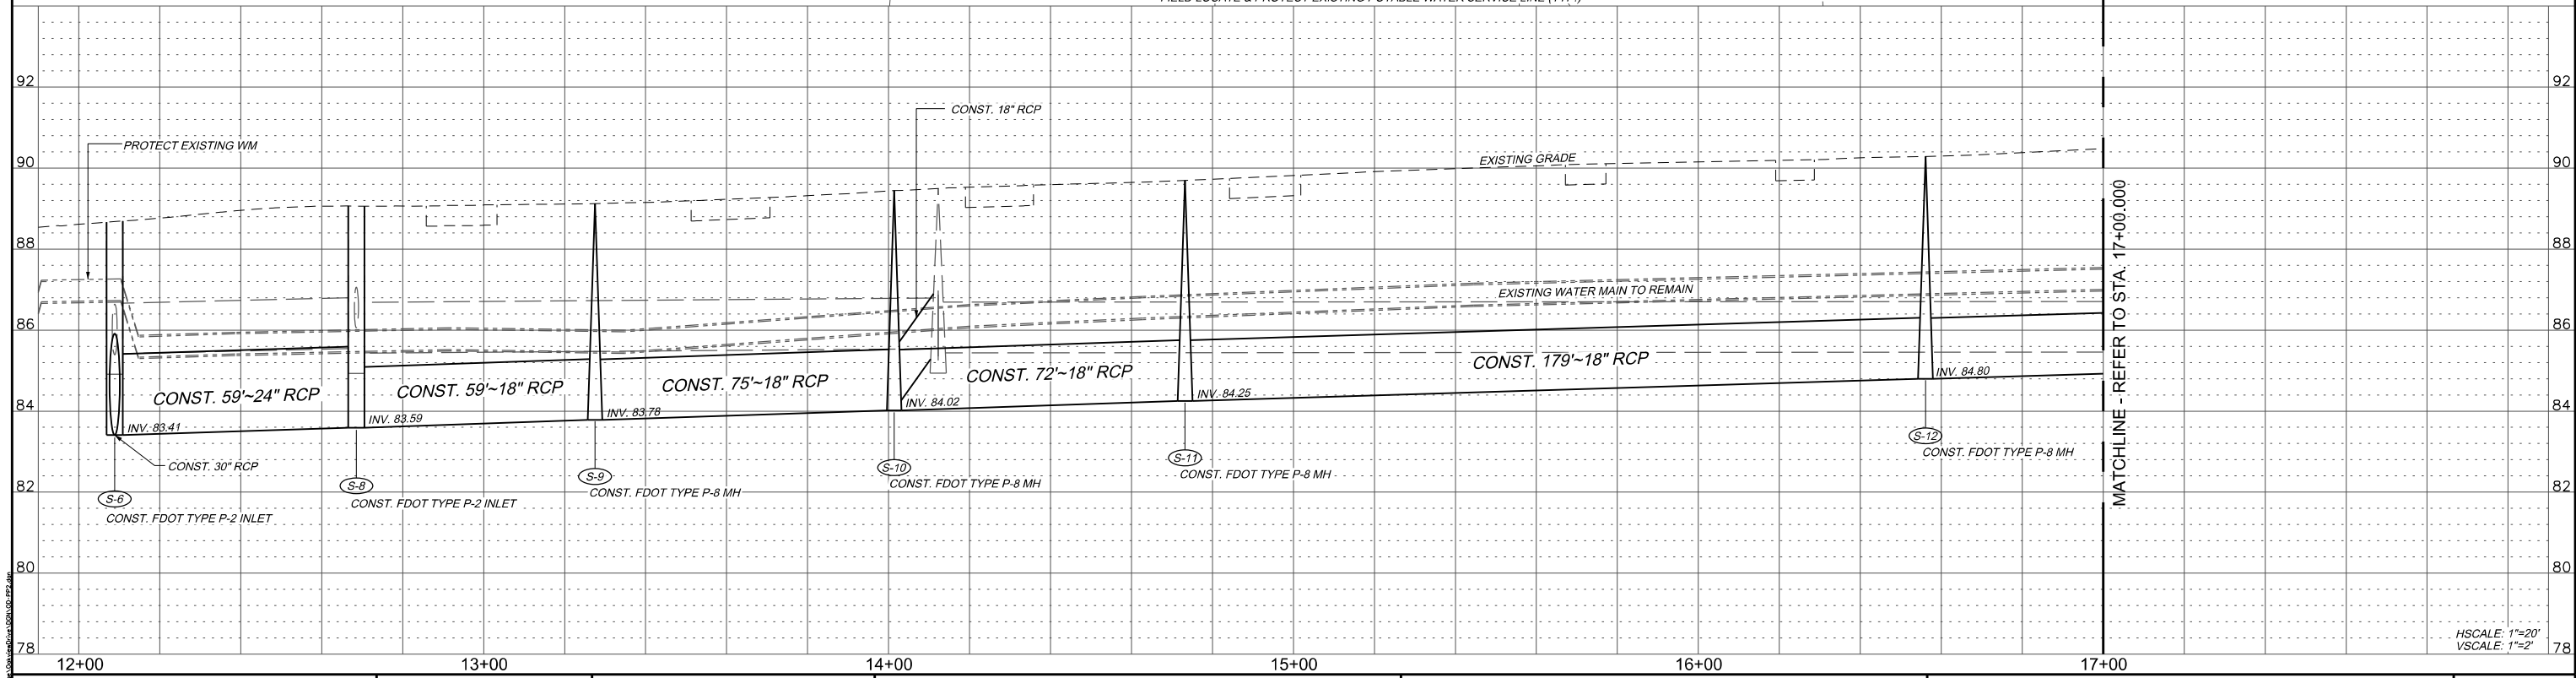 92
92
CONST. 18" RCP
PROTECT EXISTING WM
90
EXISTING GRADE
90
88
88
MATCHLINE - REFER TO STA. 17+00.000
EXISTING WATER MAIN TO REMAIN
86
86
CONST. 59'~24" RCP
CONST. 59'~18" RCP
CONST. 75'~18" RCP
CONST. 72'~18" RCP
CONST. 179'~18" RCP
84
INV. 83.41
INV. 83.59
INV. 83.78
INV. 84.02
INV. 84.25
INV. 84.80
84
CONST. 30" RCP
S-6
CONST. FDOT TYPE P-2 INLET
S-8
CONST. FDOT TYPE P-2 INLET
S-9
CONST. FDOT TYPE P-8 MH
S-10
CONST. FDOT TYPE P-8 MH
S-11
CONST. FDOT TYPE P-8 MH
S-12
CONST. FDOT TYPE P-8 MH
82
82
80
80
HSCALE: 1"=20'
VSCALE: 1"=2'
78
78
12+00
13+00
14+00
15+00
16+00
17+00